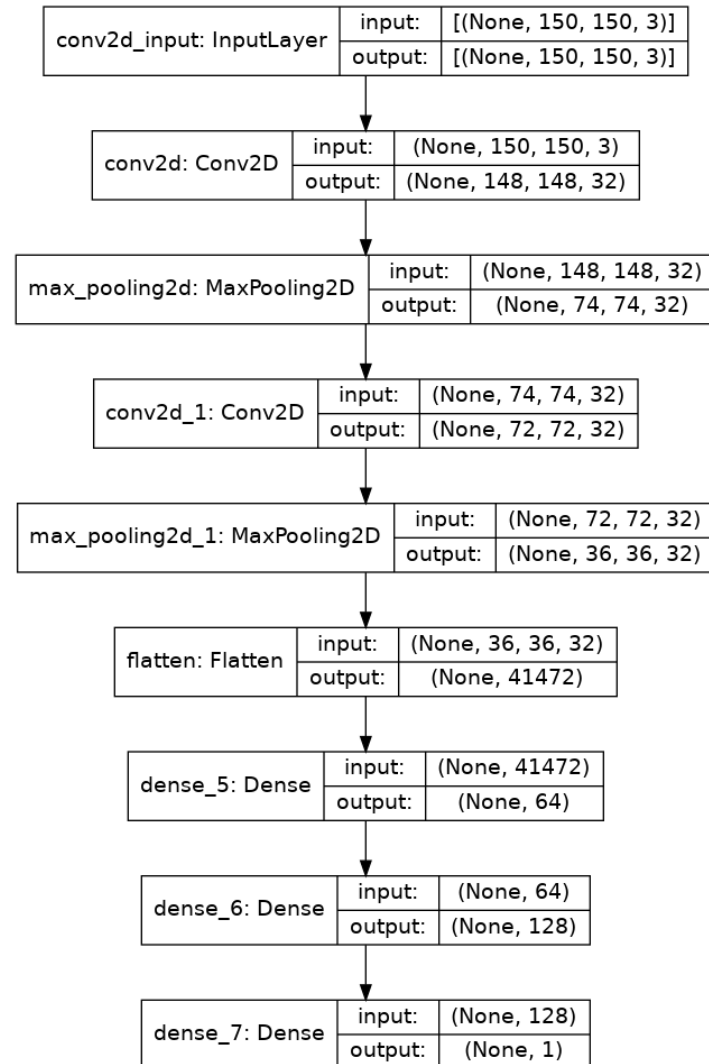 conv2d_input: InputLayer
input: [(None, 150, 150, 3)]
output: [(None, 150, 150, 3)]
conv2d: Conv2D
input: (None, 150, 150, 3)
output: (None, 148, 148, 32)
max_pooling2d: MaxPooling2D
input: (None, 148, 148, 32)
output: (None, 74, 74, 32)
conv2d_1: Conv2D
input: (None, 74, 74, 32)
output: (None, 72, 72, 32)
max_pooling2d_1: MaxPooling2D
input: (None, 72, 72, 32)
output: (None, 36, 36, 32)
flatten: Flatten
input: (None, 36, 36, 32)
output: (None, 41472)
dense_5: Dense
input: (None, 41472)
output: (None, 64)
dense_6: Dense
input: (None, 64)
output: (None, 128)
dense_7: Dense
input: (None, 128)
output: (None, 1)